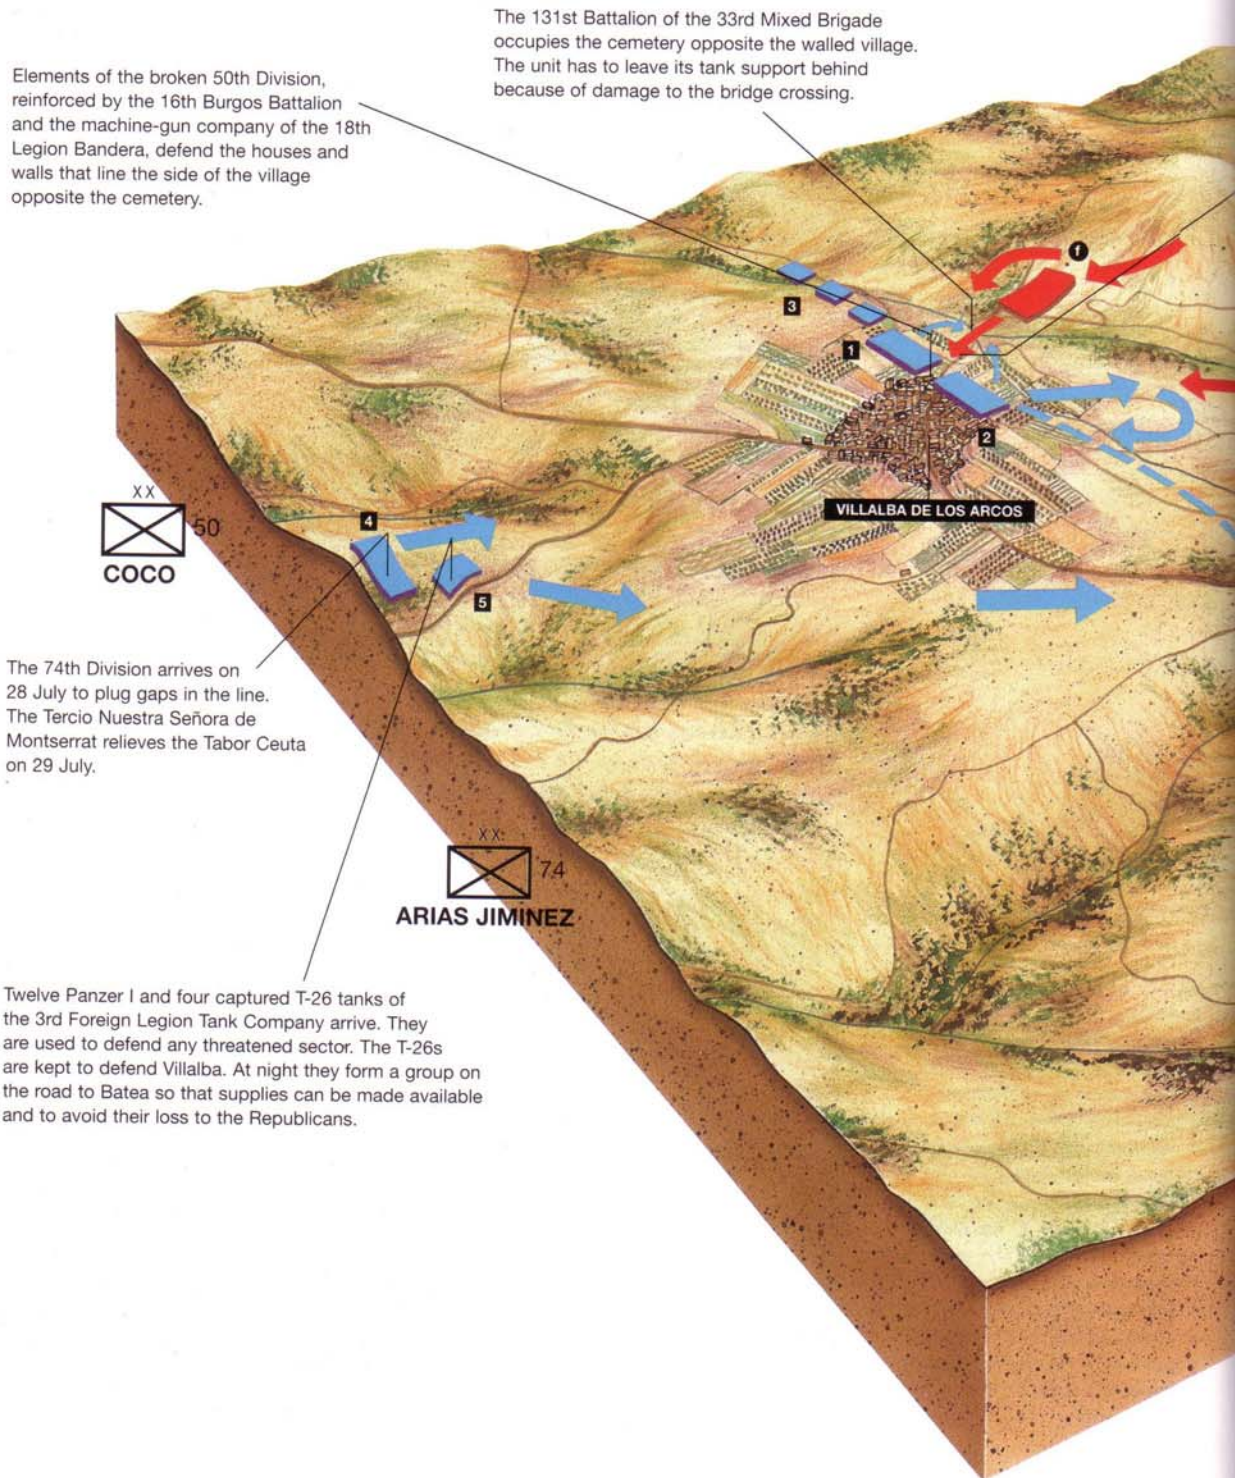 The 131st Battalion of the 33rd Mixed Brigade
occupies the cemetery opposite the walled village.
The unit has to leave its tank support behind
because of damage to the bridge crossing.
Elements of the broken 50th Division,
reinforced by the 16th Burgos Battalion
and the machine-gun company of the 18th
Legion Bandera, defend the houses and
walls that line the side of the village
opposite the cemetery.
f
3
1
2
VILLALBA DE LOS ARCOS
XX
50
COCO
4
5
The 74th Division arrives on
28 July to plug gaps in the line.
The Tercio Nuestra Señora de
Montserrat relieves the Tabor Ceuta
on 29 July.
XX
74
ARIAS JIMINEZ
Twelve Panzer I and four captured T-26 tanks of
the 3rd Foreign Legion Tank Company arrive. They
are used to defend any threatened sector. The T-26s
are kept to defend Villalba. At night they form a group on
the road to Batea so that supplies can be made available
and to avoid their loss to the Republicans.